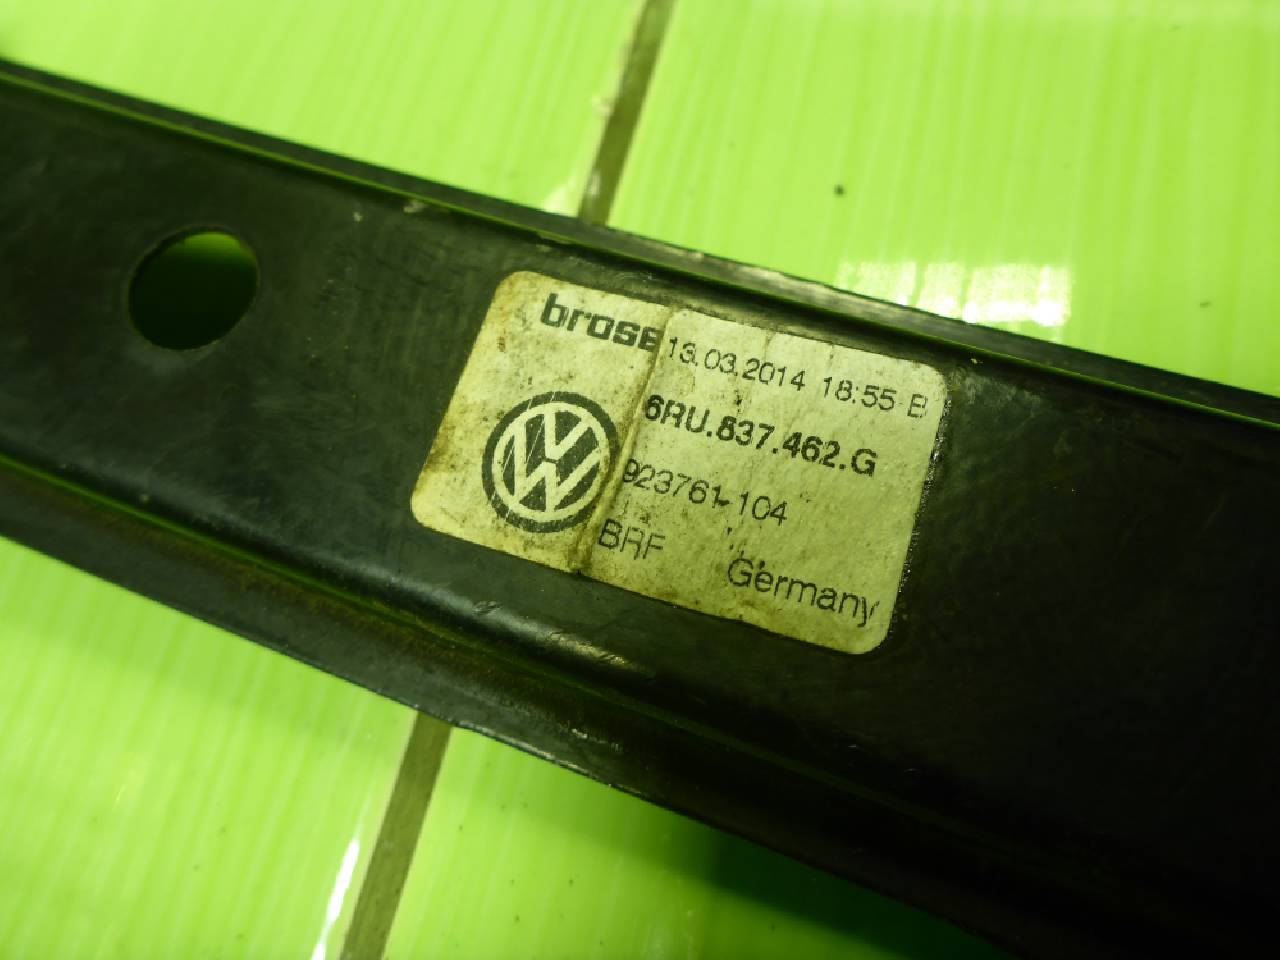 brose
13.03.2014 18:55 B
6RU.837.462.G
923761-104
BRF Germany